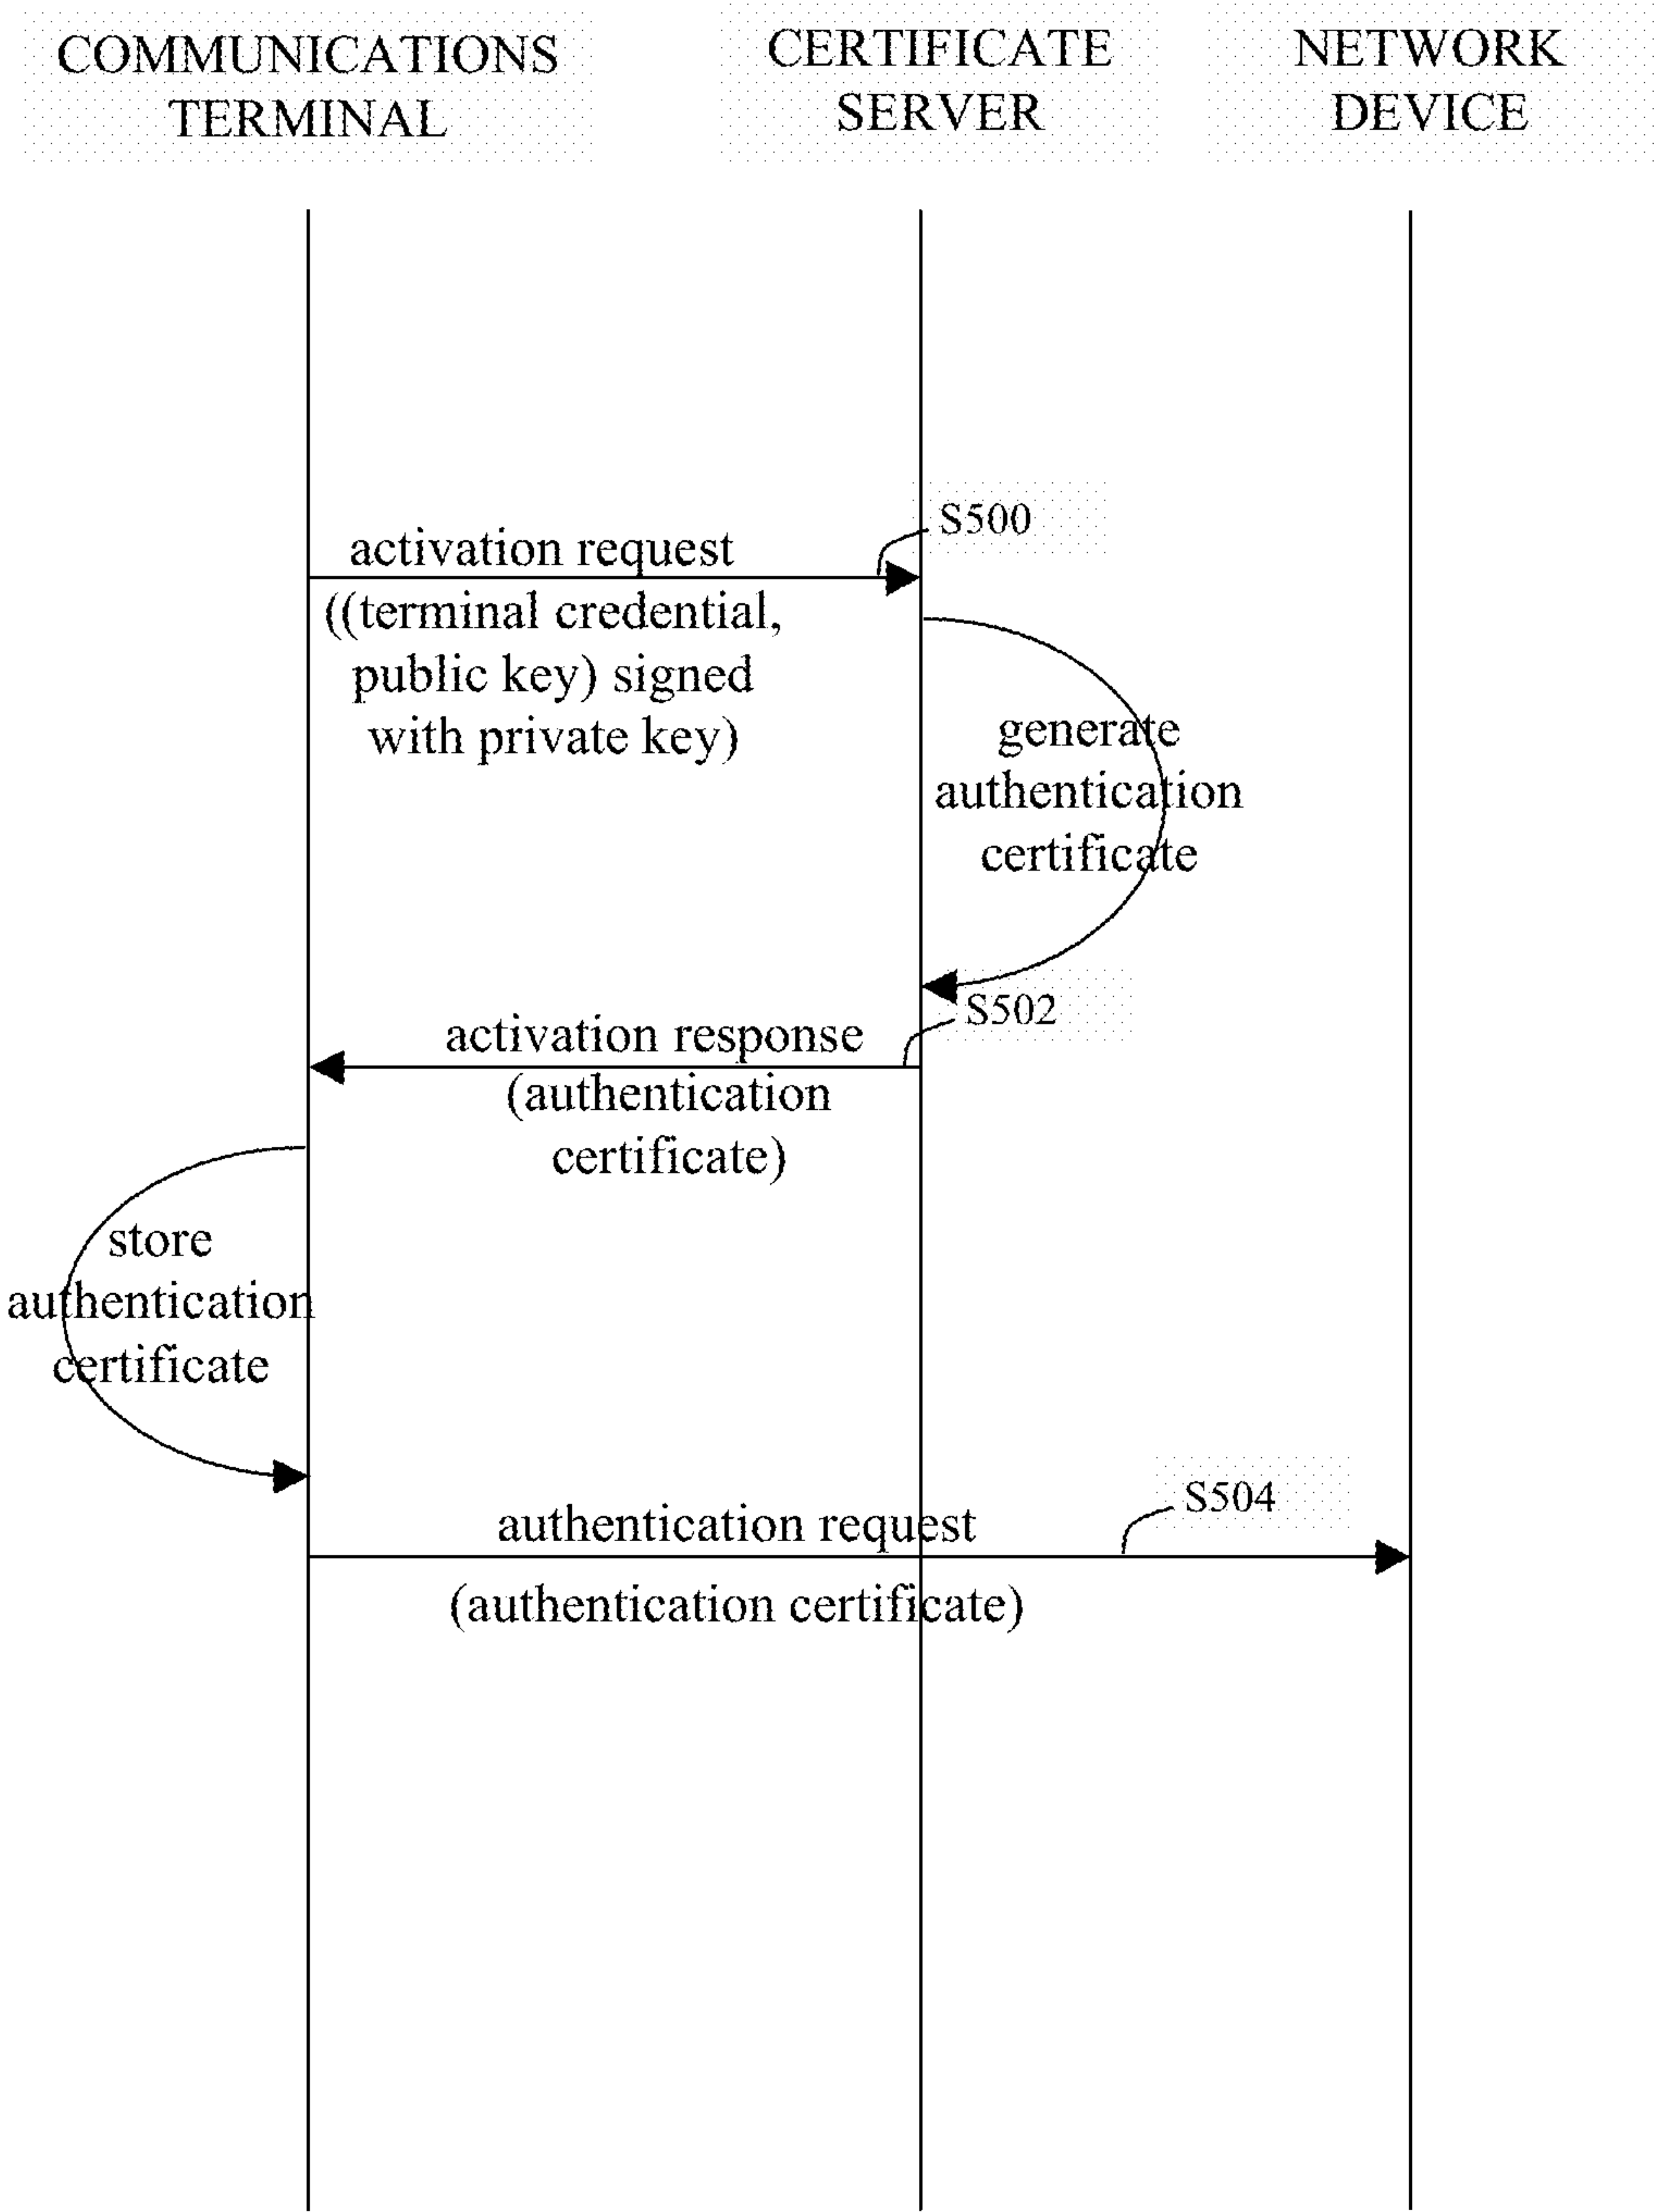 COMMUNICATIONS
TERMINAL
CERTIFICATE
SERVER
NETWORK
DEVICE
S500
activation request
((terminal credential,
public key) signed
with private key)
generate
authentication
certificate
S502
activation response
(authentication
certificate)
store
authentication
certificate
S504
authentication request
(authentication certificate)